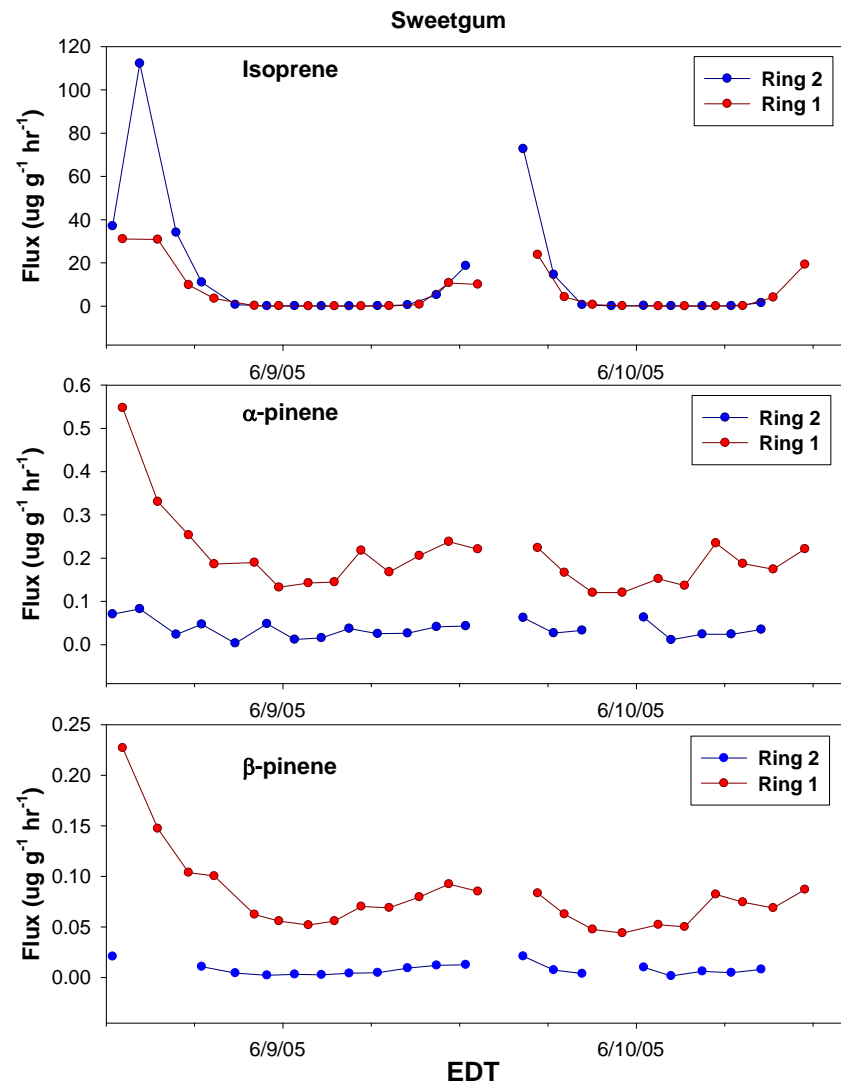 Sweetgum
Isoprene
Ring 2
Ring 1
Flux (ug g⁻¹ hr⁻¹)
120
100
80
60
40
20
0
6/9/05 6/10/05
α-pinene
Ring 2
Ring 1
Flux (ug g⁻¹ hr⁻¹)
0.6
0.5
0.4
0.3
0.2
0.1
0.0
6/9/05 6/10/05
β-pinene
Ring 2
Ring 1
Flux (ug g⁻¹ hr⁻¹)
0.25
0.20
0.15
0.10
0.05
0.00
6/9/05 6/10/05
EDT